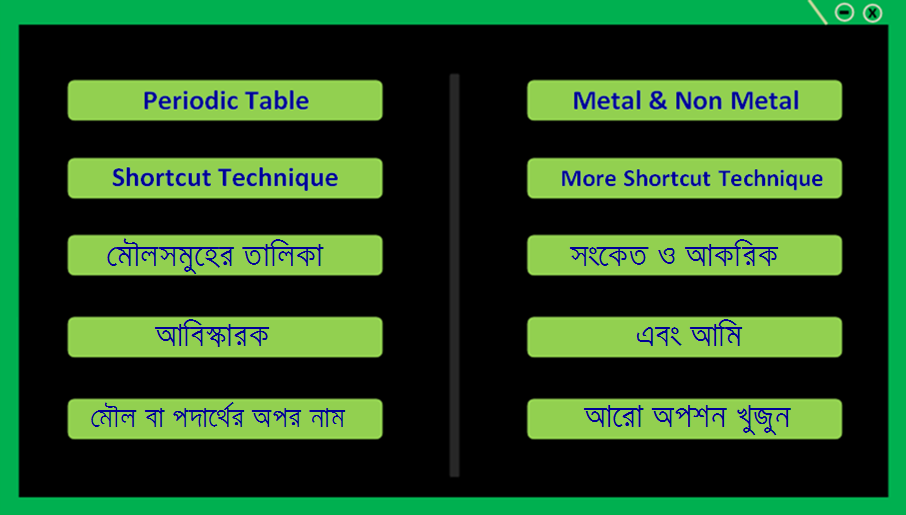 Periodic Table
Shortcut Technique
মৌলসমুহের তালিকা
আবিস্কারক
মৌল বা পদার্থের অপর নাম
Metal & Non Metal
More Shortcut Technique
সংকেত ও আকরিক
এবং আমি
আরো অপশন খুজুন